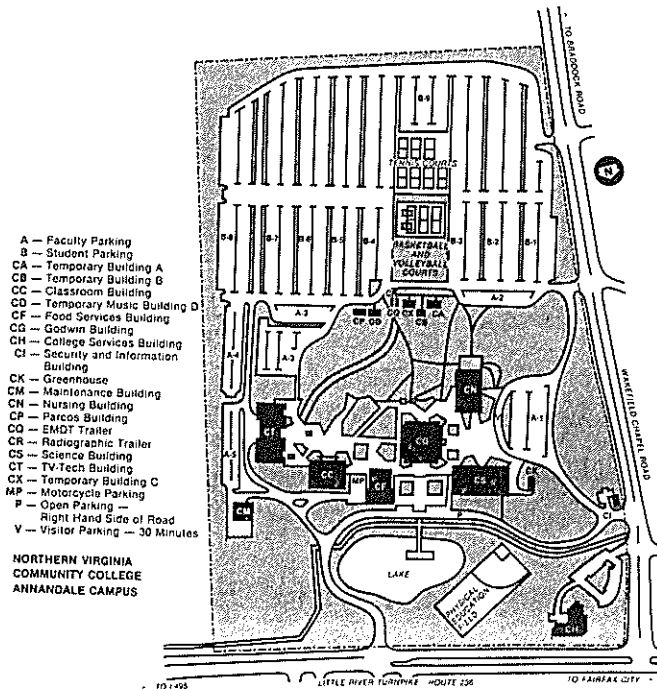 TO BRADDOCK ROAD
N
B-9
TENNIS COURTS
B-8
B-7
B-6
B-5
B-4
BASKETBALL
AND
VOLLEYBALL
COURTS
B-3
B-2
B-1
A — Faculty Parking
B — Student Parking
CA — Temporary Building A
CB — Temporary Building B
CC — Classroom Building
CD — Temporary Music Building D
CF — Food Services Building
CG — Godwin Building
CH — College Services Building
CI — Security and Information
Building
CK — Greenhouse
CM — Maintenance Building
CN — Nursing Building
CP — Parcos Building
CQ — EMDT Trailer
CR — Radiographic Trailer
CS — Science Building
CT — TV-Tech Building
CX — Temporary Building C
MP — Motorcycle Parking
P — Open Parking —
Right Hand Side of Road
V — Visitor Parking — 30 Minutes
NORTHERN VIRGINIA
COMMUNITY COLLEGE
ANNANDALE CAMPUS
A-3
A-2
CP
CD
CQ
CX
CA
CB
A-4
A-3
WAKEFIELD CHAPEL ROAD
CN
A-1
CT
CG
A-5
CC
MP
CF
CS
CK
CM
CI
LAKE
PHYSICAL
EDUCATION
FIELDS
CH
TO I-495
LITTLE RIVER TURNPIKE ROUTE 236
TO FAIRFAX CITY